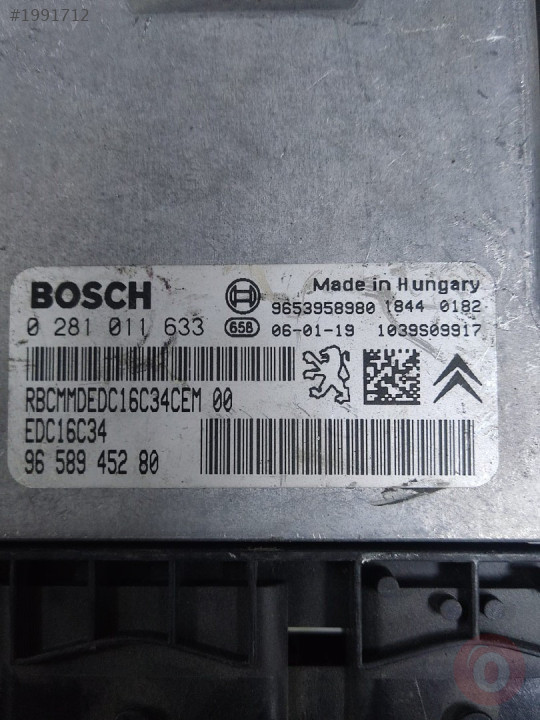 #1991712
BOSCH
Made in Hungary
9653958980 1844 0182
0 281 011 633
658 06-01-19 1039S09917
RBCMMDEDC16C34CEM 00
EDC16C34
96 589 452 80